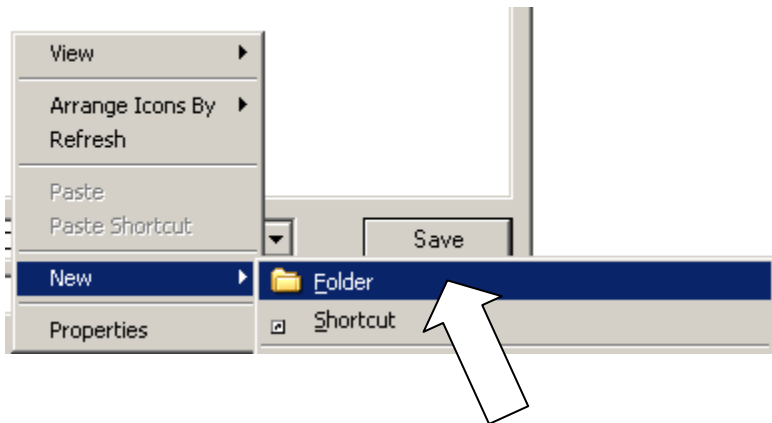 View
Arrange Icons By
Refresh
Paste
Paste Shortcut
Save
New
Folder
Shortcut
Properties